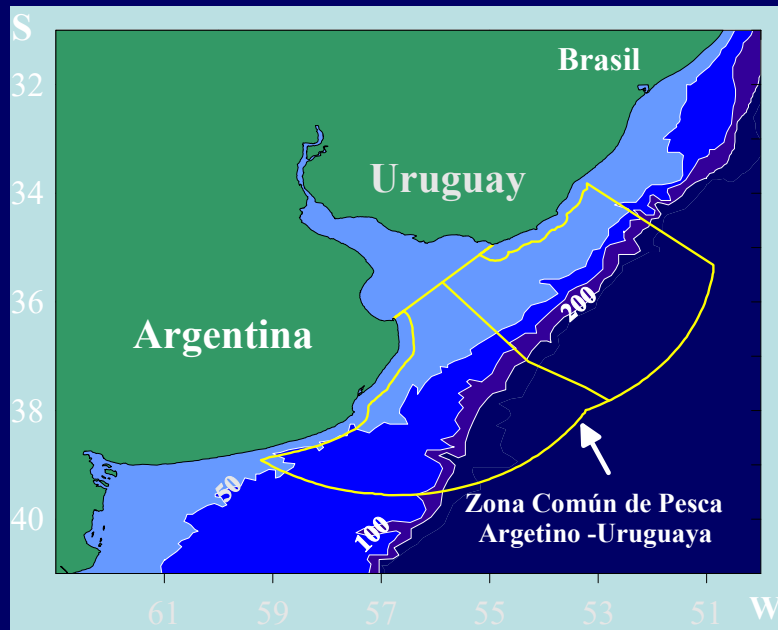 S
Brasil
32
Uruguay
34
200
36
Argentina
38
50
Zona Común de Pesca
Argetino -Uruguaya
100
40
61 59 57 55 53 51 W